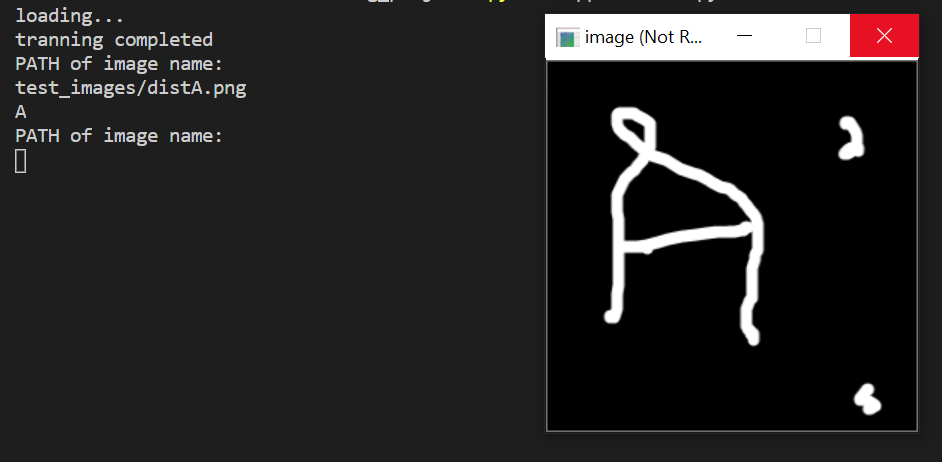 loading...
tranning completed
PATH of image name:
test_images/distA.png
A
PATH of image name:
image (Not R...
A